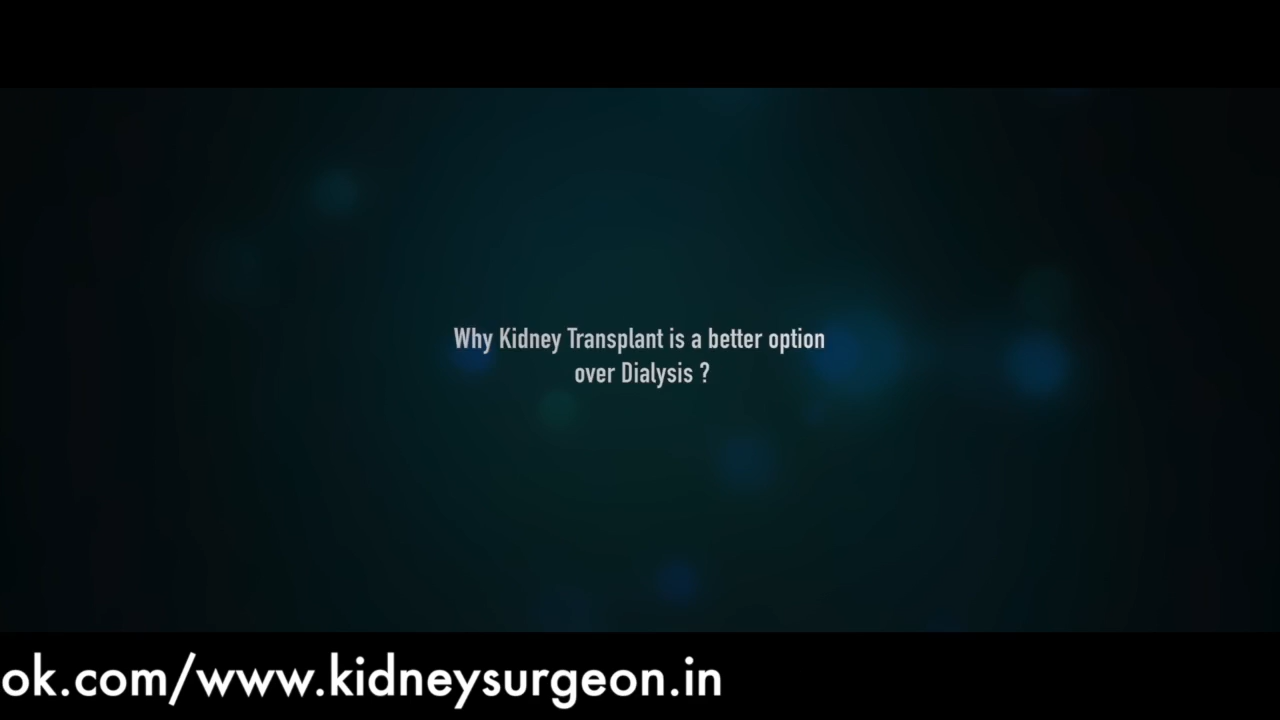 Why Kidney Transplant is a better option
over Dialysis ?
ok.com/www.kidneysurgeon.in